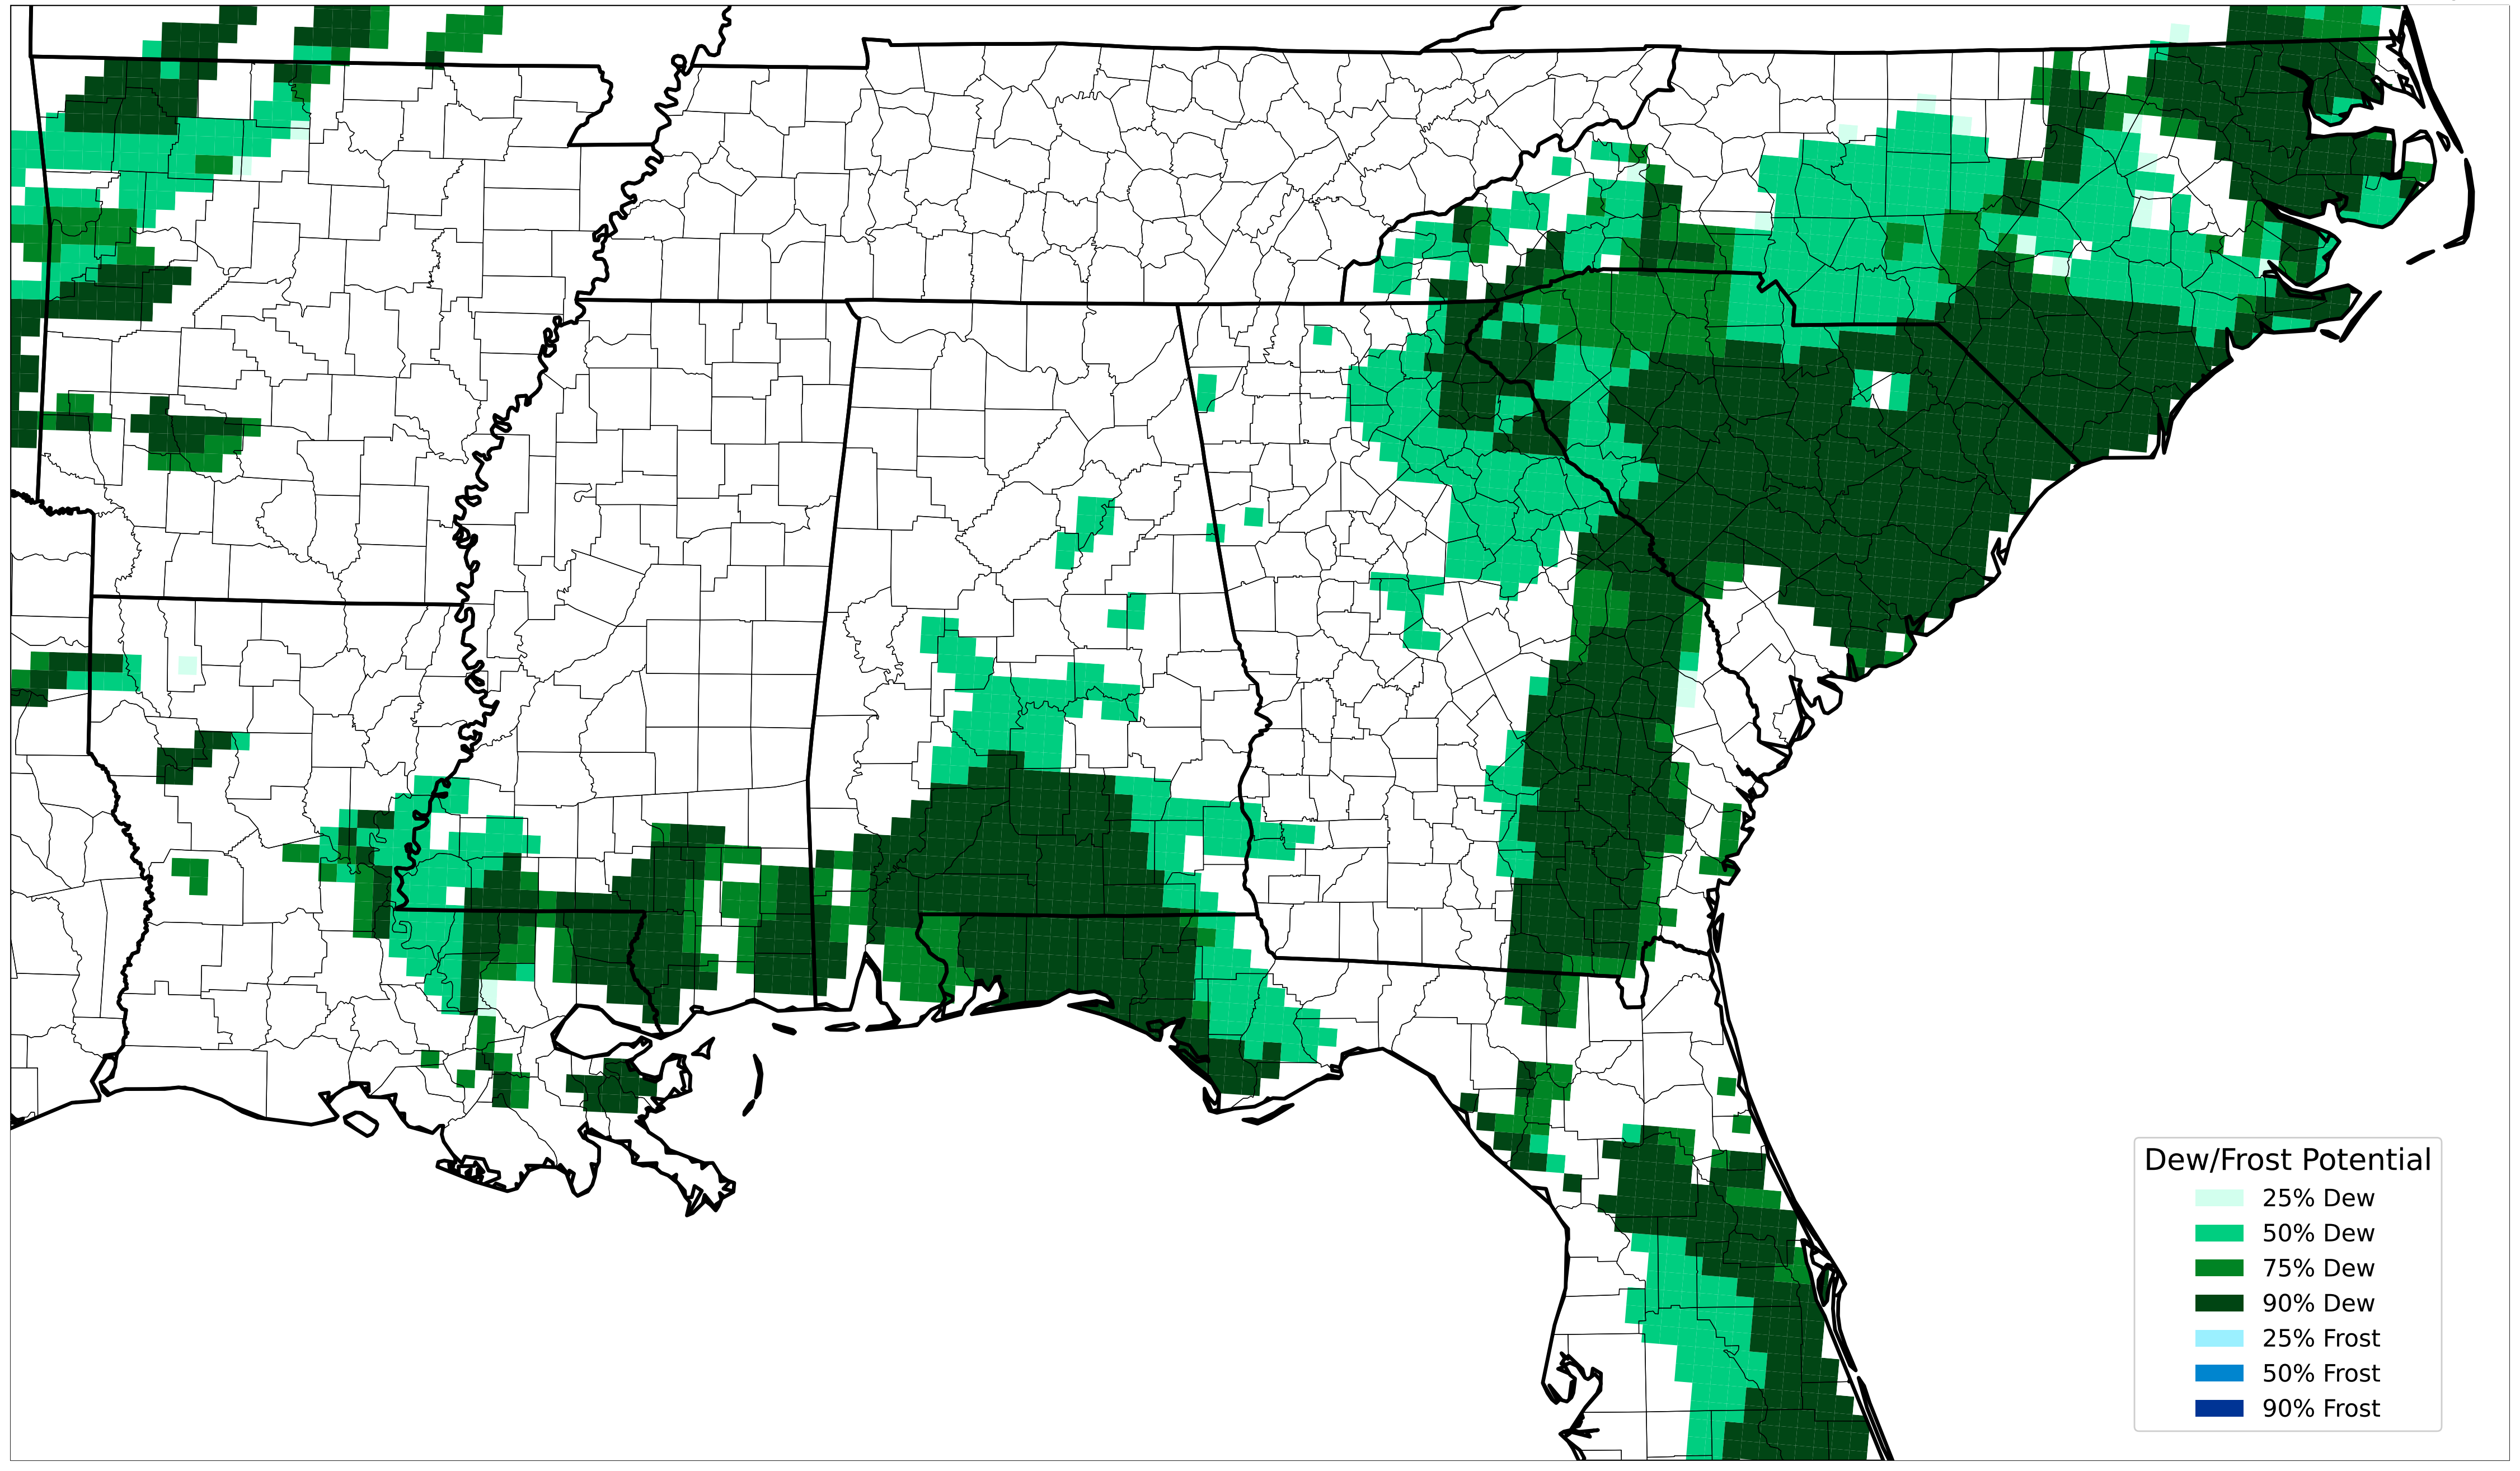 Dew/Frost Potential
25% Dew
50% Dew
75% Dew
90% Dew
25% Frost
50% Frost
90% Frost